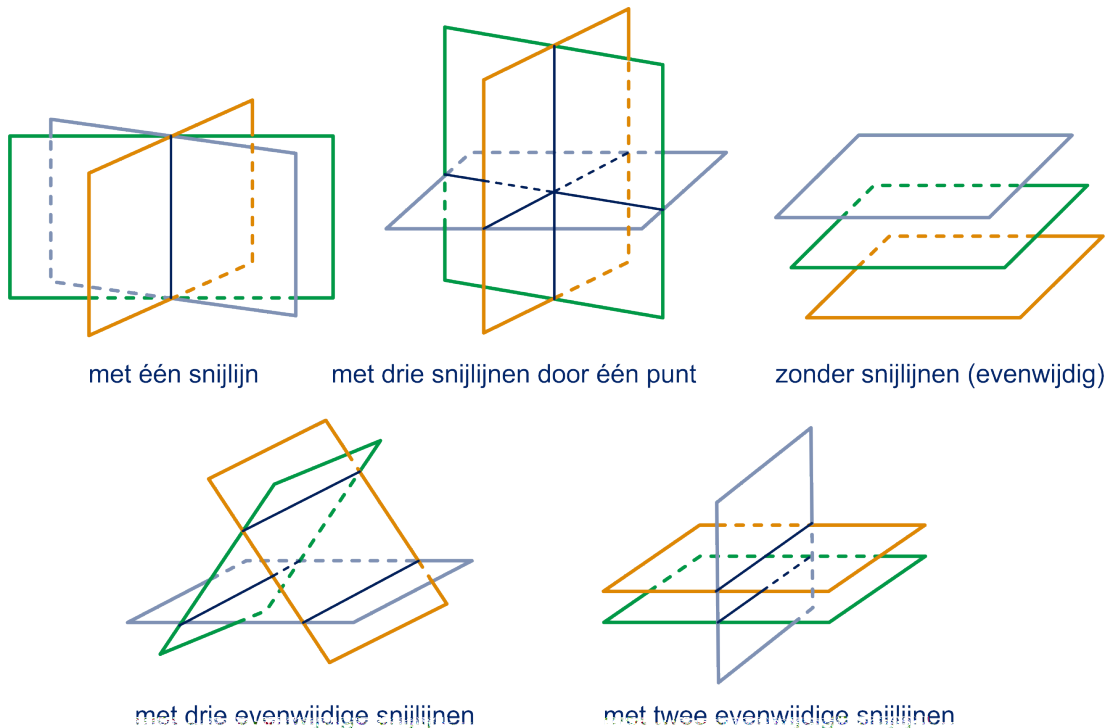 met één snijlijn
met drie snijlijnen door één punt
zonder snijlijnen (evenwijdig)
met drie evenwijdige snijlijnen
met twee evenwijdige snijlijnen